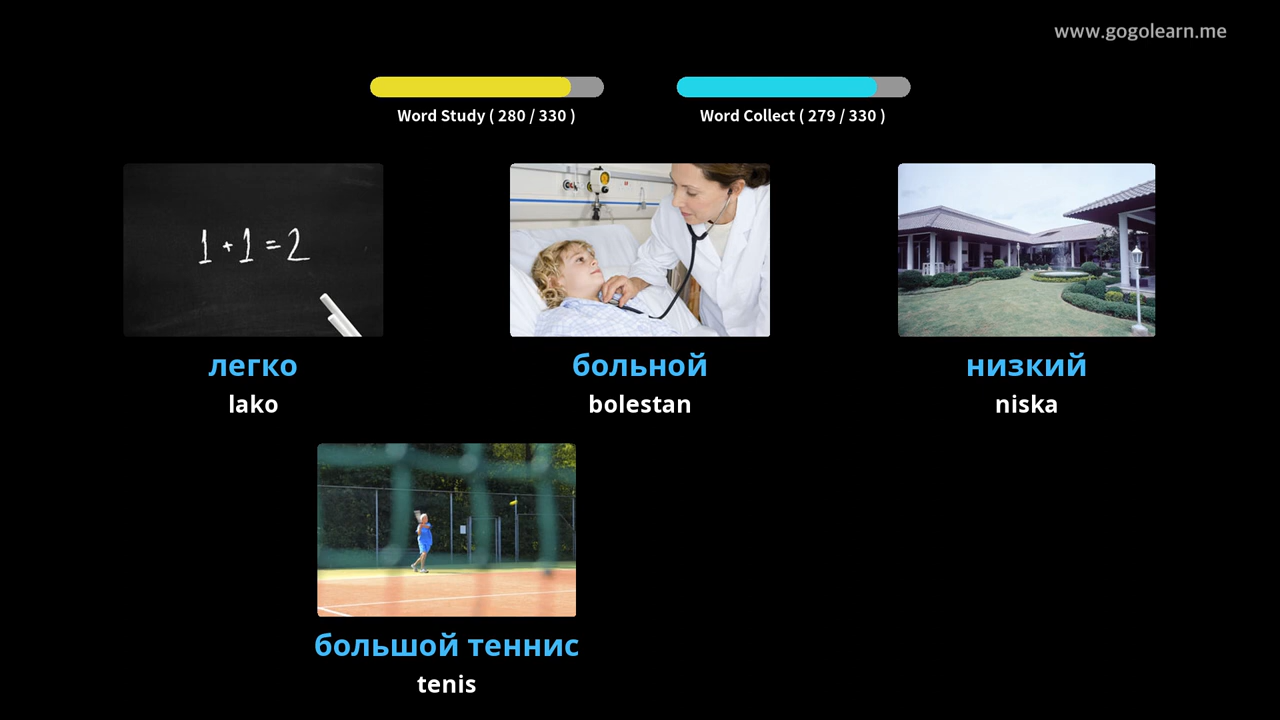 www.gogolearn.me
Word Study ( 280 / 330 )
Word Collect ( 279 / 330 )
1 + 1 = 2
легко
lako
больной
bolestan
низкий
niska
большой теннис
tenis